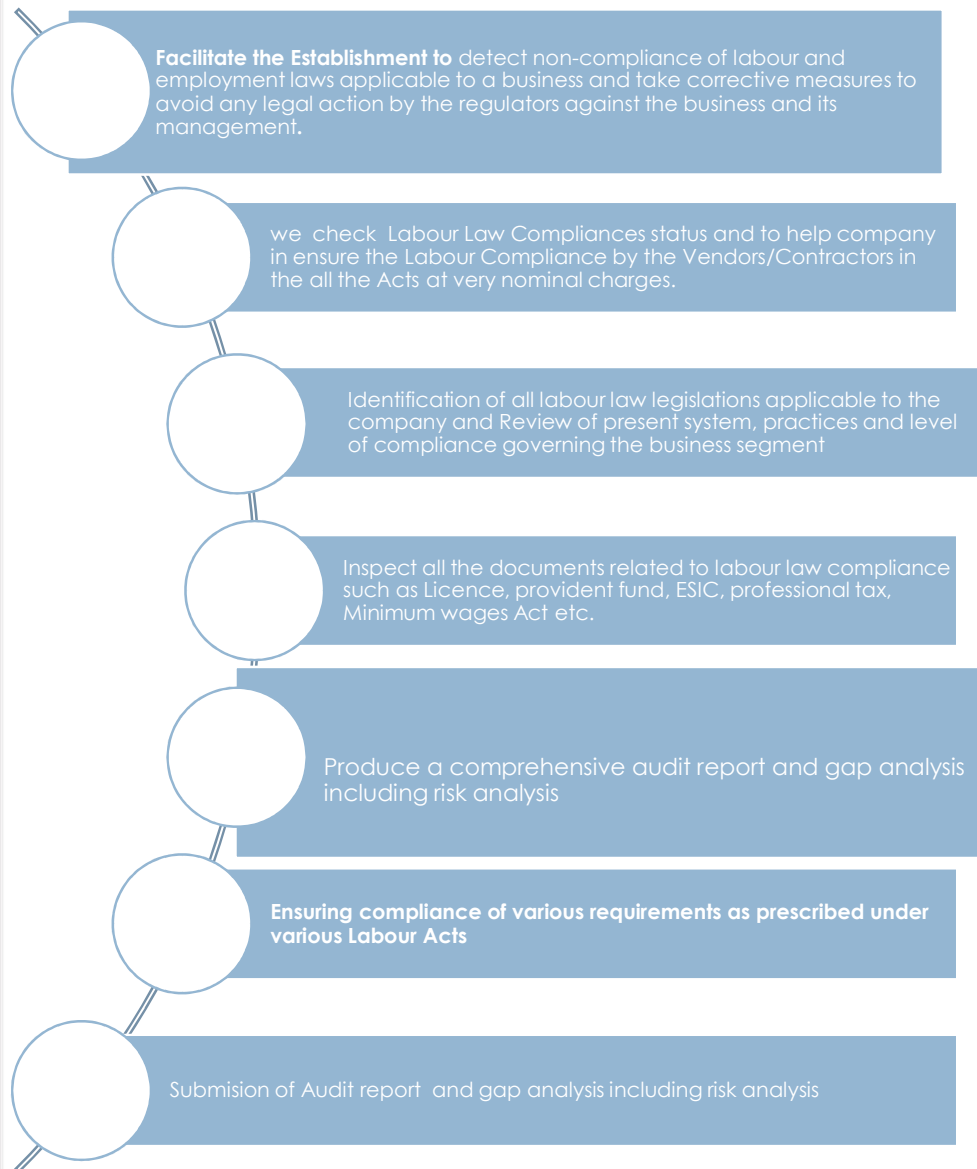 Facilitate the Establishment to detect non-compliance of labour and
employment laws applicable to a business and take corrective measures to
avoid any legal action by the regulators against the business and its
management.
we check Labour Law Compliances status and to help company
in ensure the Labour Compliance by the Vendors/Contractors in
the all the Acts at very nominal charges.
Identification of all labour law legislations applicable to the
company and Review of present system, practices and level
of compliance governing the business segment
Inspect all the documents related to labour law compliance
such as Licence, provident fund, ESIC, professional tax,
Minimum wages Act etc.
Produce a comprehensive audit report and gap analysis
including risk analysis
Ensuring compliance of various requirements as prescribed under
various Labour Acts
Submision of Audit report and gap analysis including risk analysis